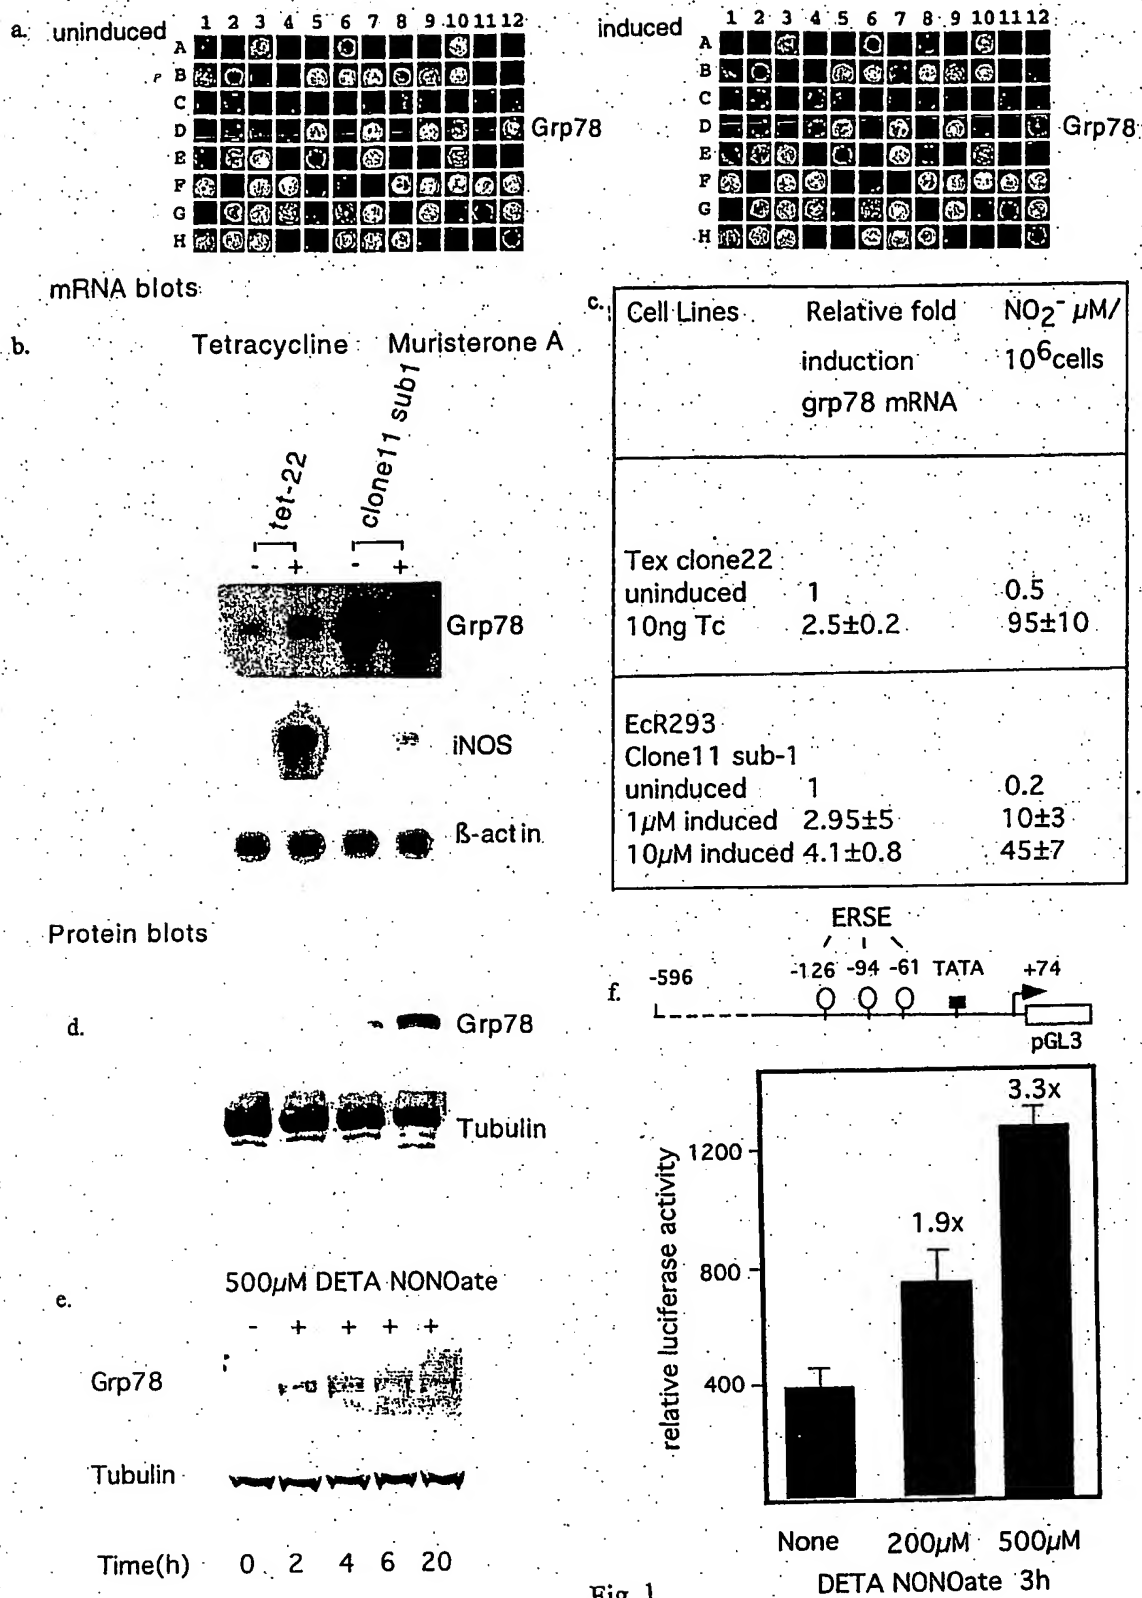 a. uninduced
1 2 3 4 5 6 7 8 9 10 11 12
A
B
C
D
E
F
G
H
Grp78
induced
1 2 3 4 5 6 7 8 9 10 11 12
A
B
C
D
E
F
G
H
Grp78
mRNA blots
b.
Tetracycline Muristerone A
tet-22
clone11 sub1
- + - +
Grp78
iNOS
ß-actin
c.
Cell Lines Relative fold NO2- µM/
induction 10^6cells
grp78 mRNA
Tex clone22
uninduced 1 0.5
10ng Tc 2.5±0.2 95±10
EcR293
Clone11 sub-1
uninduced 1 0.2
1µM induced 2.95±5 10±3
10µM induced 4.1±0.8 45±7
Protein blots
d.
Grp78
Tubulin
e.
500µM DETA NONOate
- + + + +
Grp78
Tubulin
Time(h) 0 2 4 6 20
f.
ERSE
-596 -126 -94 -61 TATA +74
pGL3
relative luciferase activity
1200
800
400
1.9x
3.3x
None 200µM 500µM
DETA NONOate 3h
Fig. 1